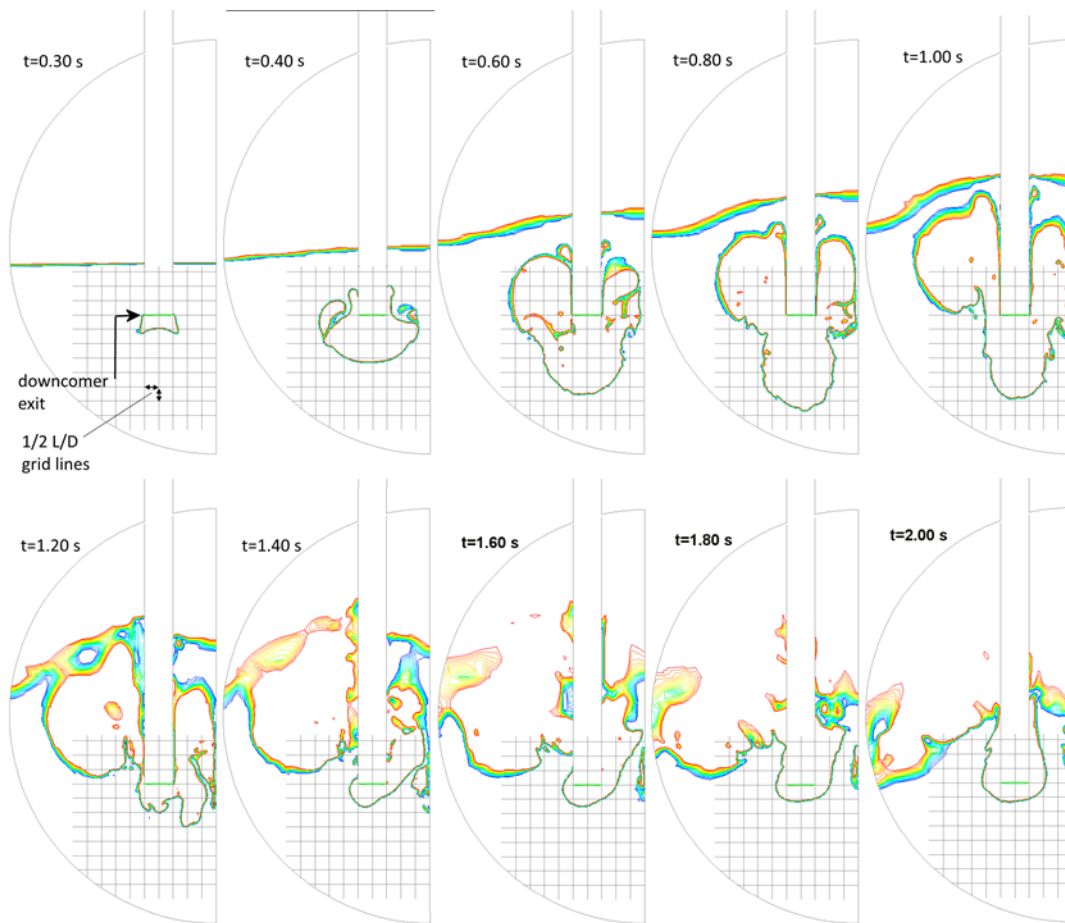 t=0.30 s
t=0.40 s
t=0.60 s
t=0.80 s
t=1.00 s
downcomer
exit
1/2 L/D
grid lines
t=1.20 s
t=1.40 s
t=1.60 s
t=1.80 s
t=2.00 s